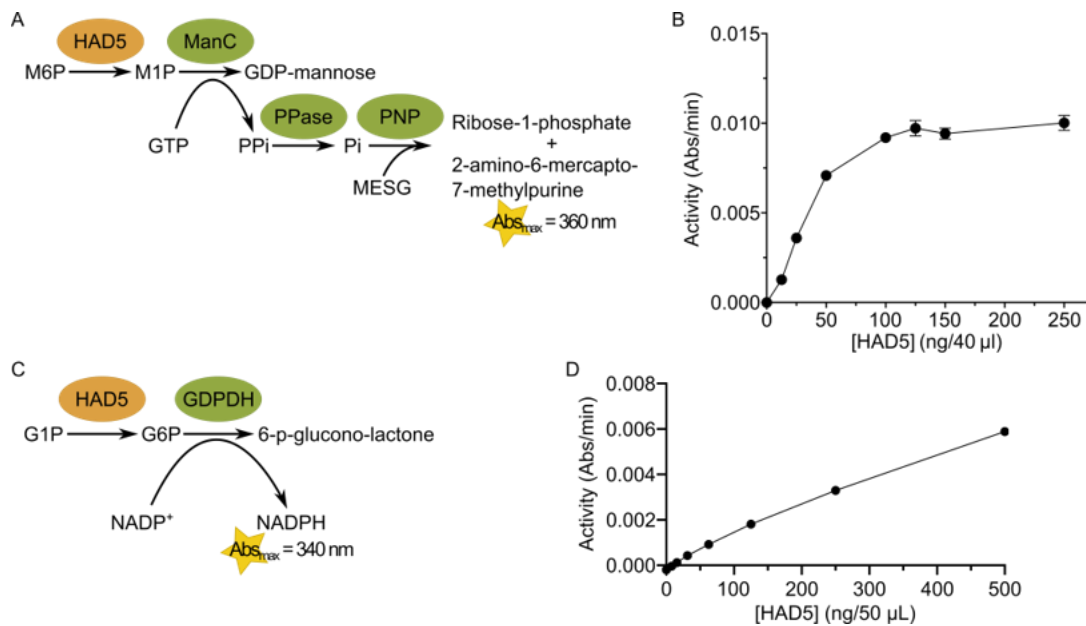 A
HAD5 ManC
M6P M1P GDP-mannose
PPase PNP
GTP PPi Pi
MESG
Ribose-1-phosphate
+
2-amino-6-mercapto-
7-methylpurine
Absmax = 360 nm
B
Activity (Abs/min)
0.015
0.010
0.005
0.000
0 50 100 150 200 250
[HAD5] (ng/40 µl)
C
HAD5 GDPDH
G1P G6P 6-p-glucono-lactone
NADP+ NADPH
Absmax = 340 nm
D
Activity (Abs/min)
0.008
0.006
0.004
0.002
0.000
0 100 200 300 400 500
[HAD5] (ng/50 µL)